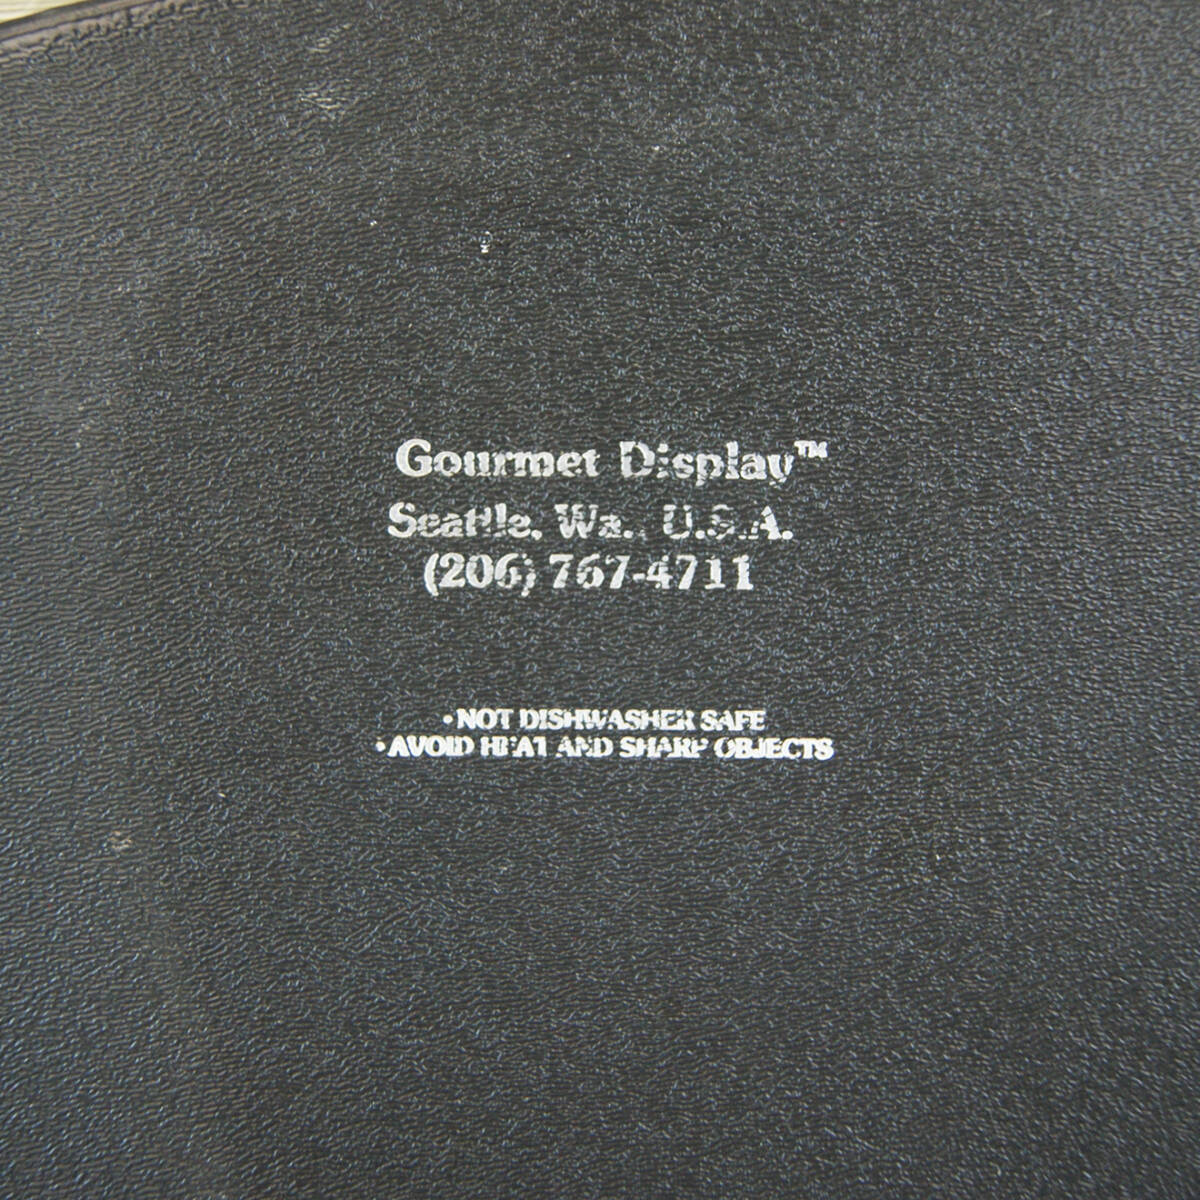 Gourmet Display™
Seattle, Wa., U.S.A.
(206) 767-4711
• NOT DISHWASHER SAFE
• AVOID HEAT AND SHARP OBJECTS